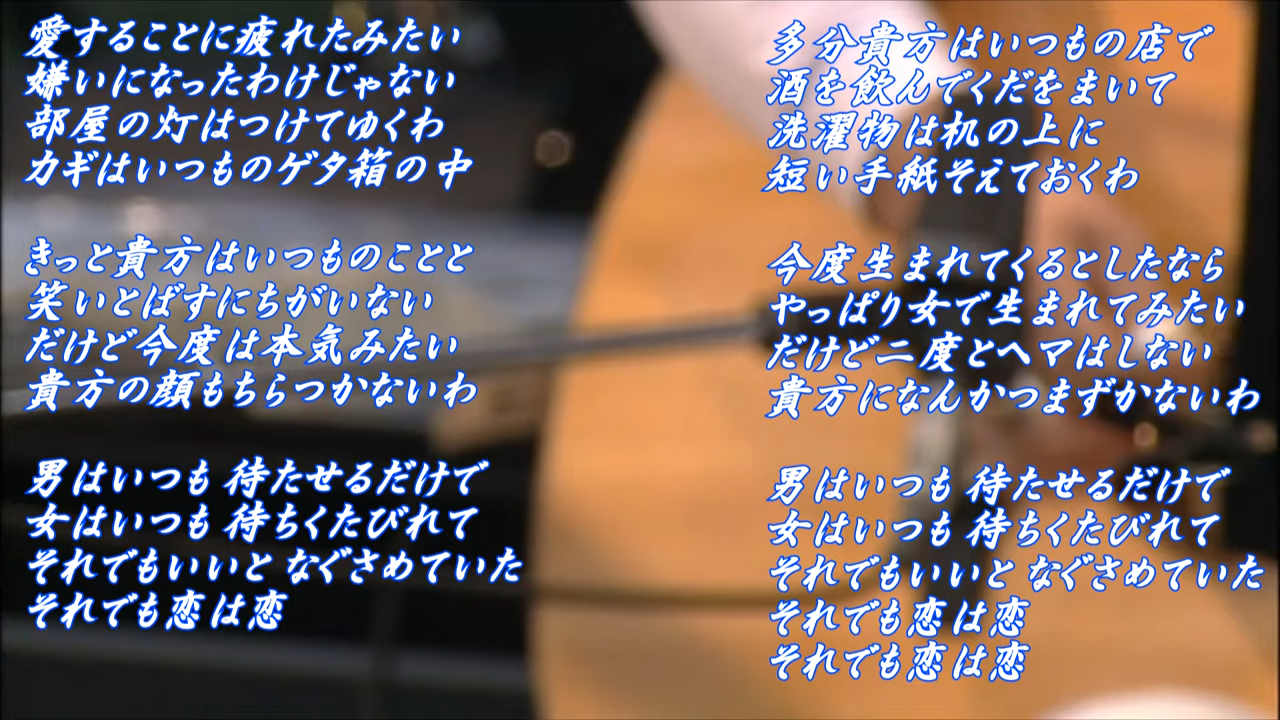 愛することに疲れたみたい
嫌いになったわけじゃない
部屋の灯はつけてゆくわ
カギはいつものゲタ箱の中
きっと貴方はいつものことと
笑いとばすにちがいない
だけど今度は本気みたい
貴方の顔もちらつかないわ
男はいつも 待たせるだけで
女はいつも 待ちくたびれて
それでもいいと なぐさめていた
それでも恋は恋
多分貴方はいつもの店で
酒を飲んでくだをまいて
洗濯物は机の上に
短い手紙そえておくわ
今度生まれてくるとしたなら
やっぱり女で生まれてみたい
だけど二度とヘマはしない
貴方になんかつまずかないわ
男はいつも 待たせるだけで
女はいつも 待ちくたびれて
それでもいいと なぐさめていた
それでも恋は恋
それでも恋は恋